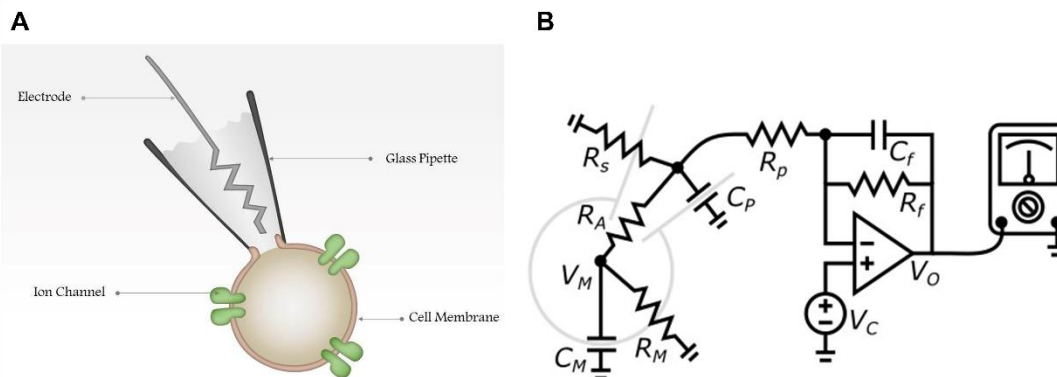 A
B
Electrode
Glass Pipette
Ion Channel
Cell Membrane
R_s
R_p
C_f
R_f
C_P
R_A
V_M
V_O
V_C
R_M
C_M